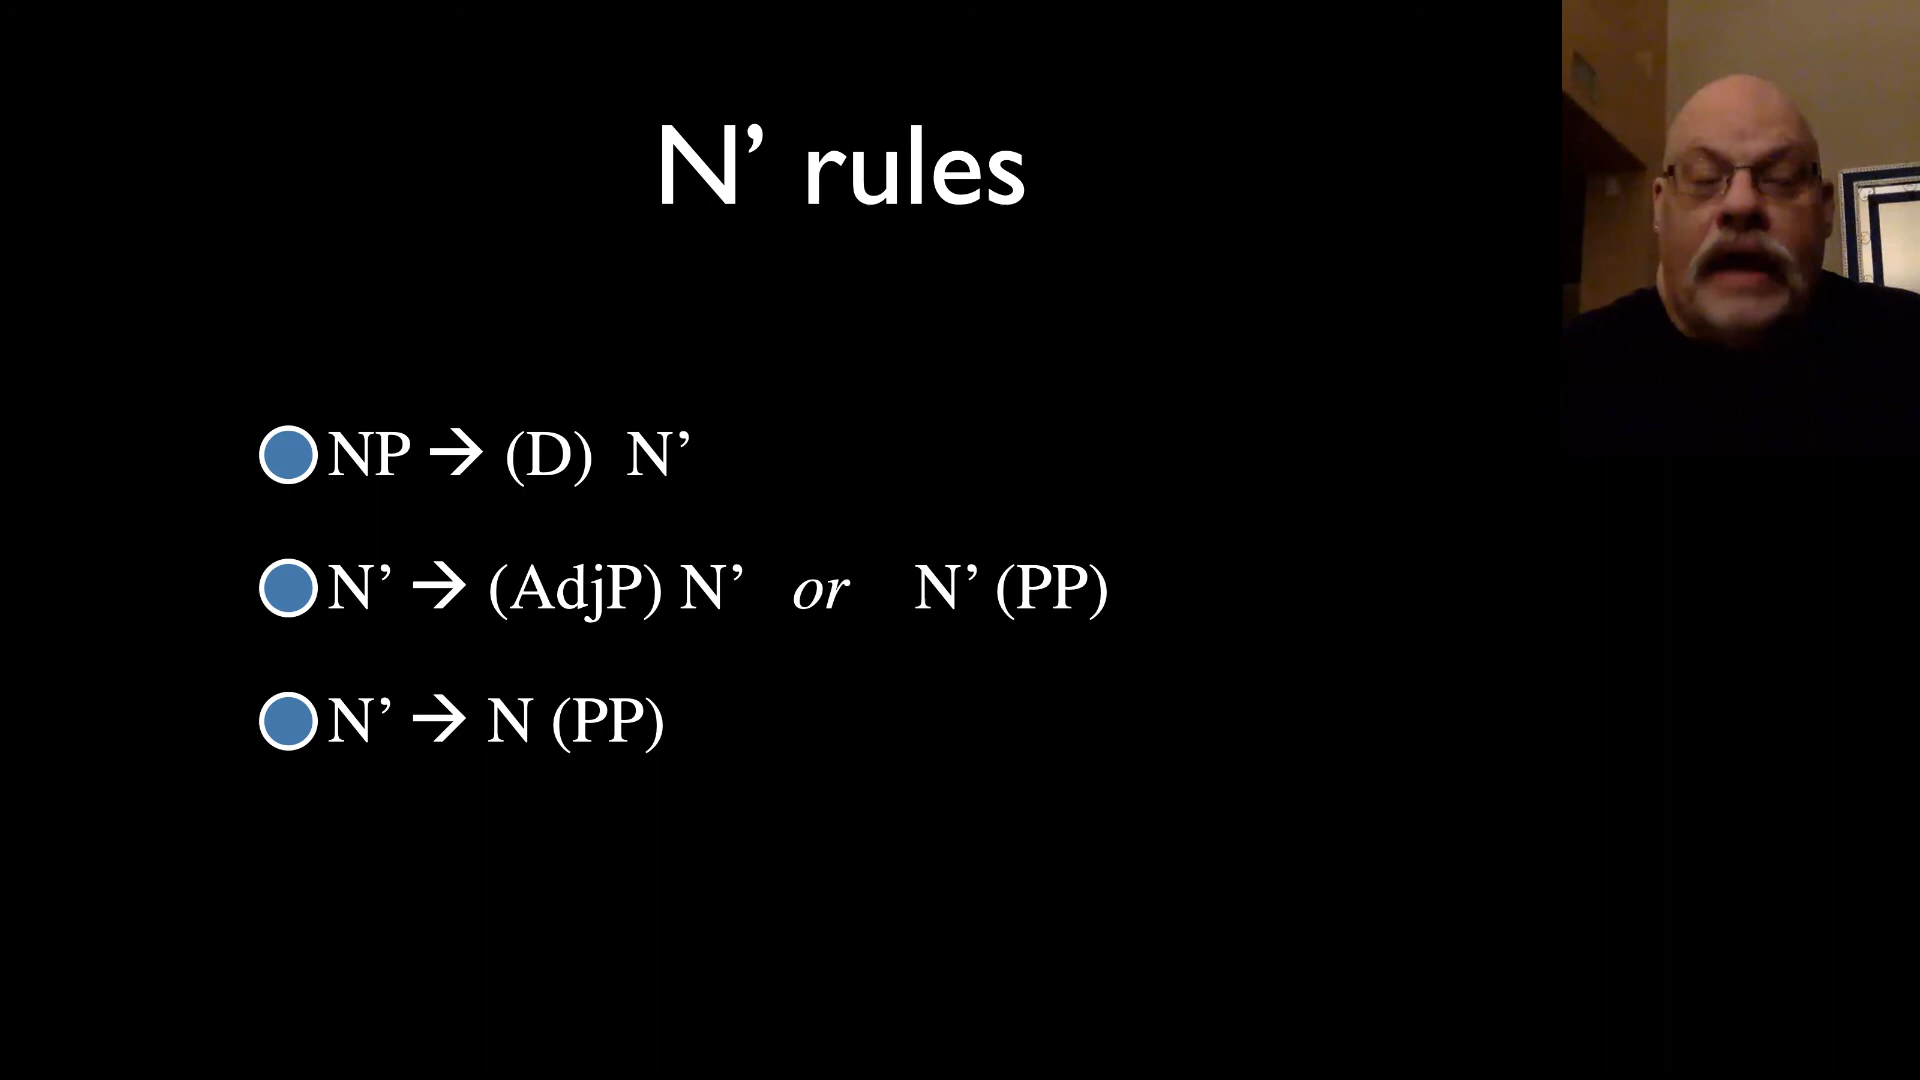 N’ rules
NP → (D) N’
N’ → (AdjP) N’ or N’ (PP)
N’ → N (PP)